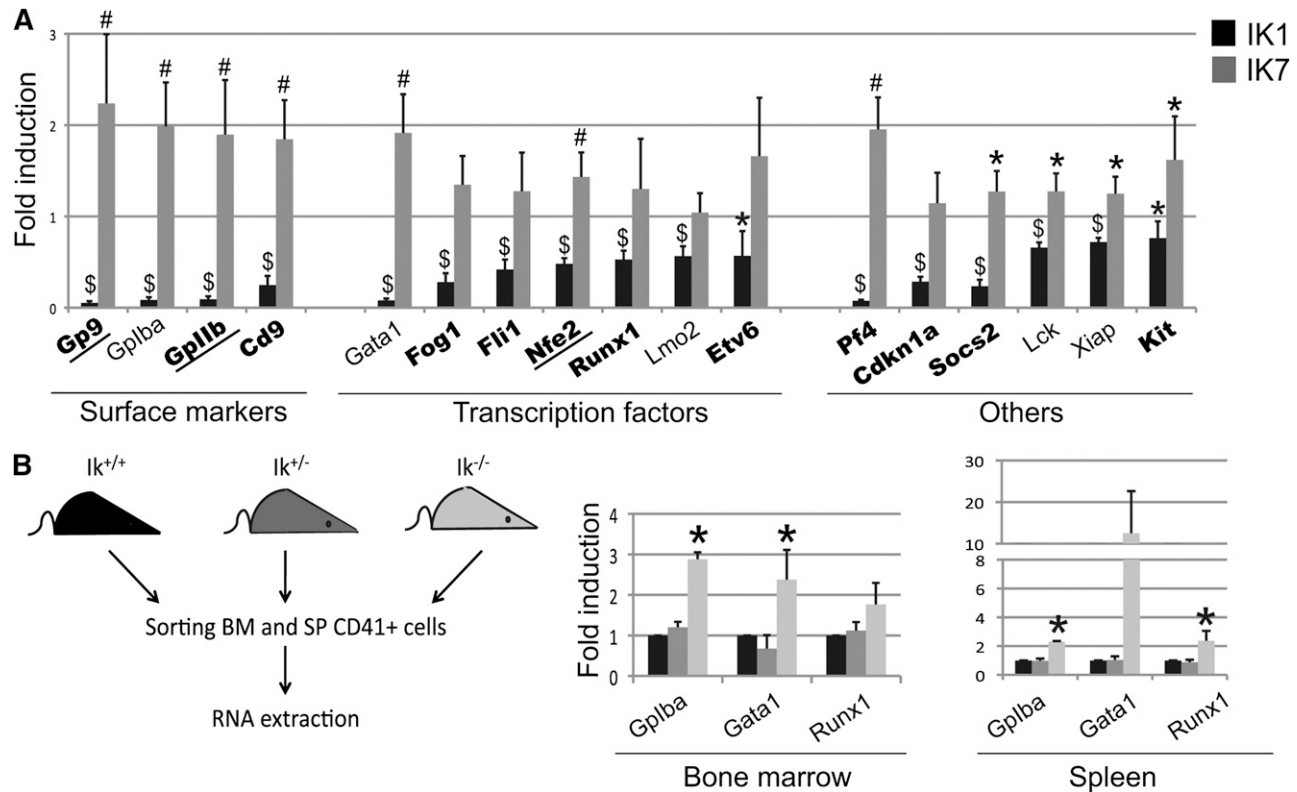 A
Fold induction
3
2
1
0
# # # # # # # * * * *
$ $ $ $ $ $ $ $ $ $ * $ $ $ $ $ *
IK1
IK7
Gp9
GpIba
GpIIb
Cd9
Gata1
Fog1
Fli1
Nfe2
Runx1
Lmo2
Etv6
Pf4
Cdkn1a
Socs2
Lck
Xiap
Kit
Surface markers
Transcription factors
Others
B
Ik+/+
Ik+/-
Ik-/-
Sorting BM and SP CD41+ cells
RNA extraction
Fold induction
4
3
2
1
0
* *
GpIba
Gata1
Runx1
Bone marrow
30
20
10
8
6
4
2
0
* *
GpIba
Gata1
Runx1
Spleen